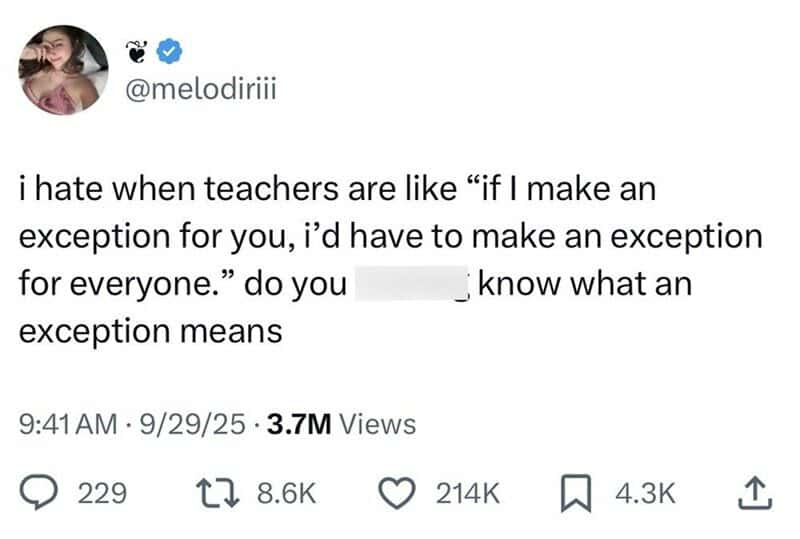 @melodiriii
i hate when teachers are like “if I make an
exception for you, i’d have to make an exception
for everyone.” do you know what an
exception means
9:41 AM · 9/29/25 · 3.7M Views
229 8.6K 214K 4.3K